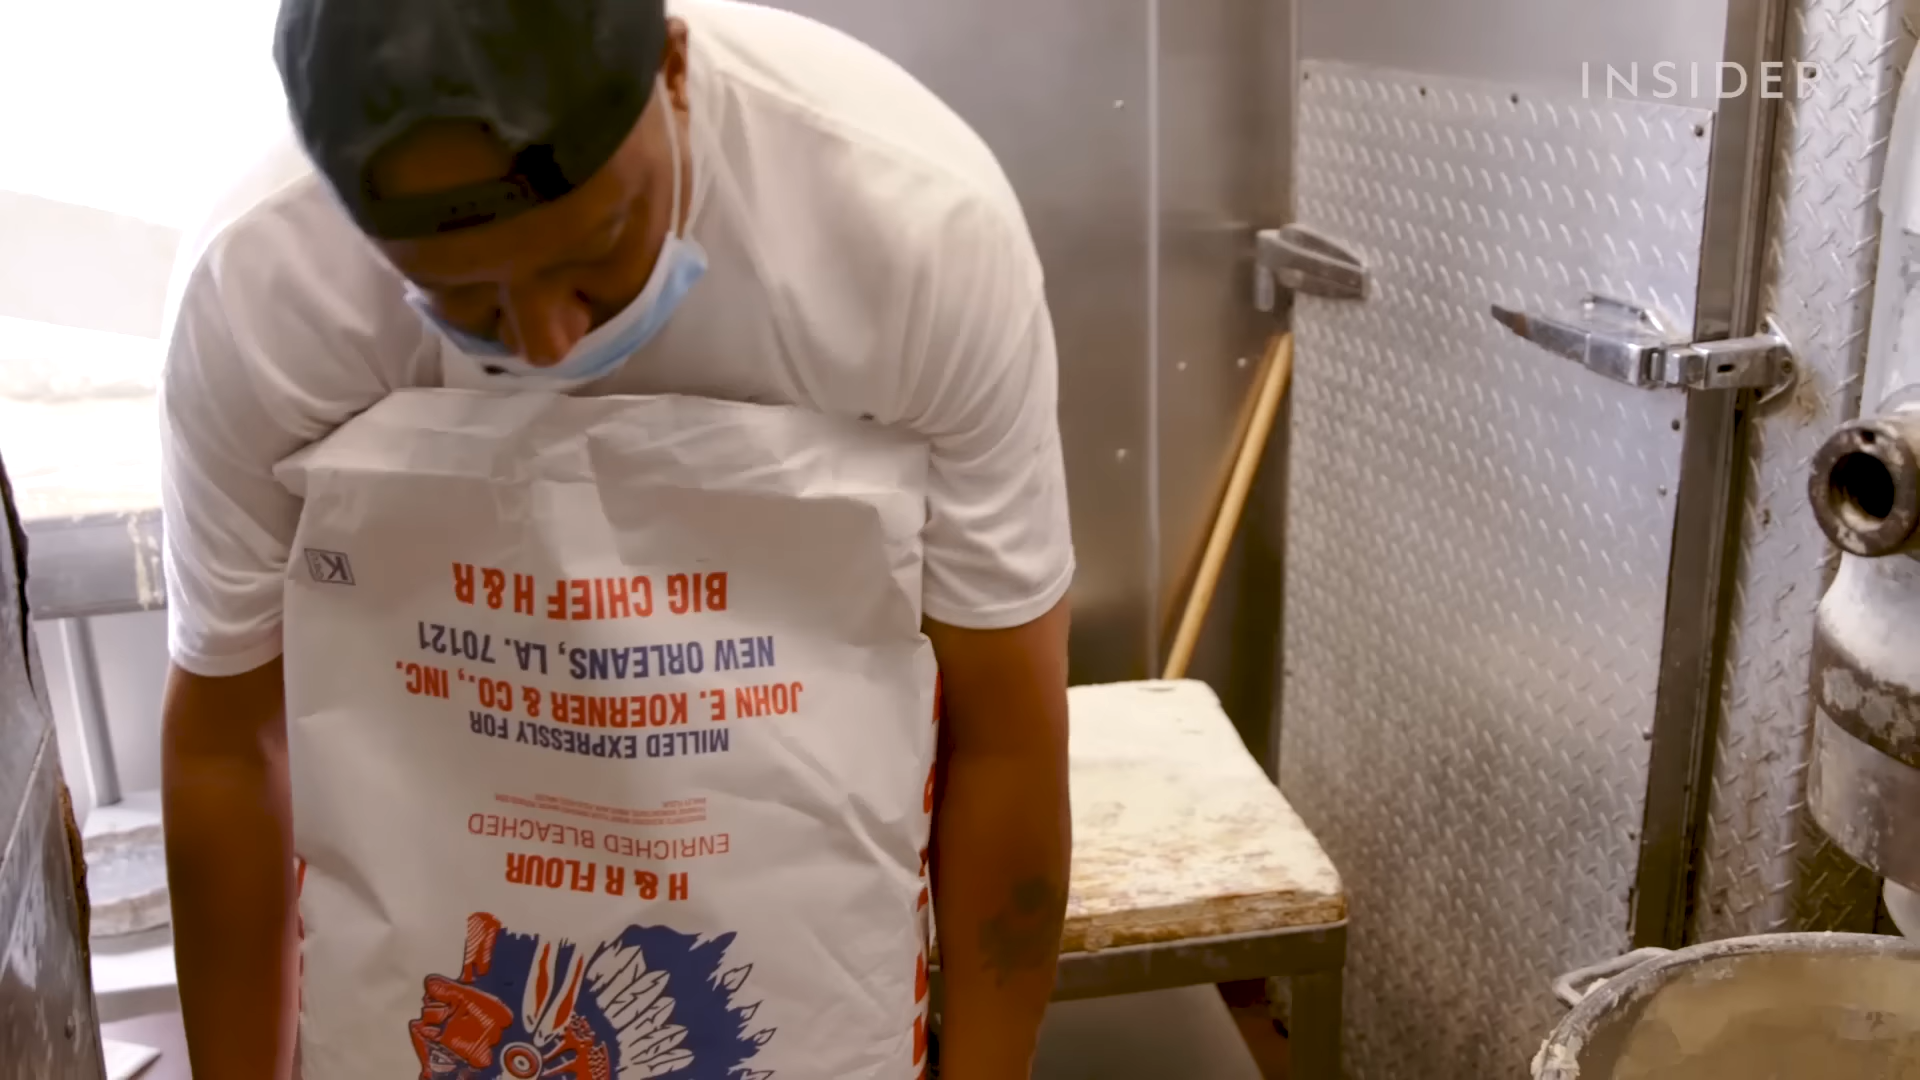 INSIDER
H & R FLOUR
ENRICHED BLEACHED
MILLED EXPRESSLY FOR
JOHN E. KOERNER & CO., INC.
NEW ORLEANS, LA. 70121
BIG CHIEF H & R
K